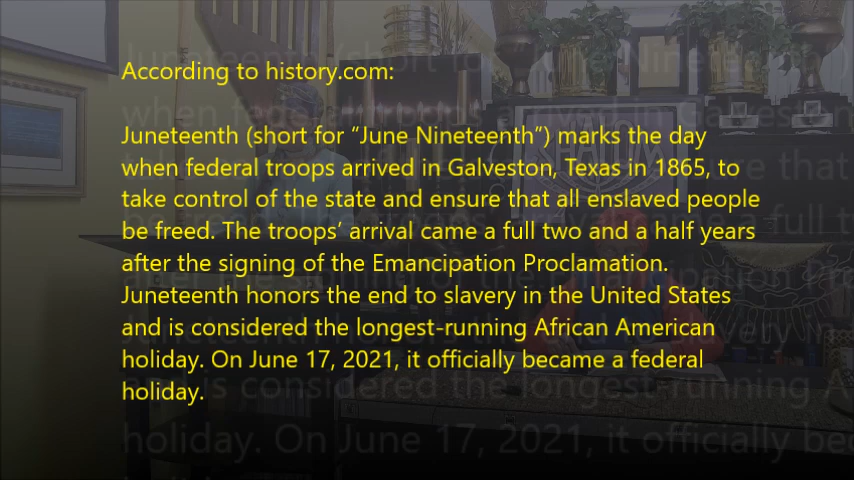 According to history.com:
Juneteenth (short for “June Nineteenth”) marks the day
when federal troops arrived in Galveston, Texas in 1865, to
take control of the state and ensure that all enslaved people
be freed. The troops’ arrival came a full two and a half years
after the signing of the Emancipation Proclamation.
Juneteenth honors the end to slavery in the United States
and is considered the longest-running African American
holiday. On June 17, 2021, it officially became a federal
holiday.